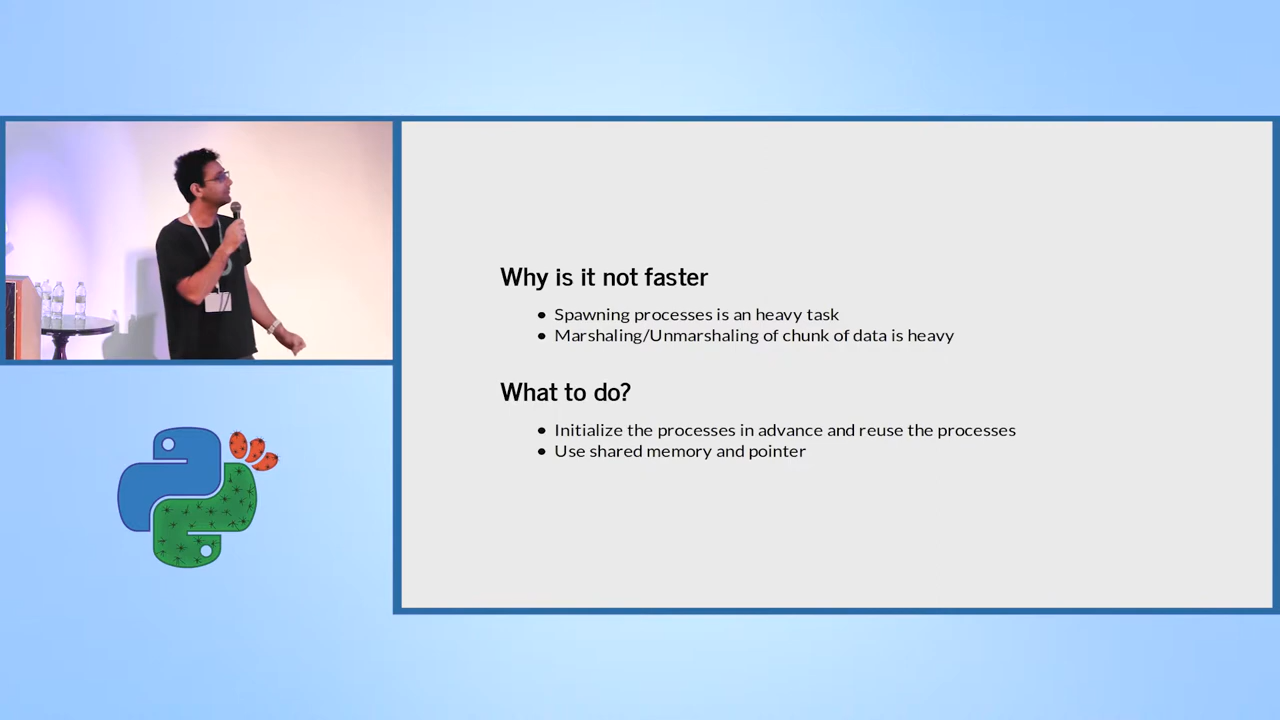 Why is it not faster
● Spawning processes is an heavy task
● Marshaling/Unmarshaling of chunk of data is heavy
What to do?
● Initialize the processes in advance and reuse the processes
● Use shared memory and pointer